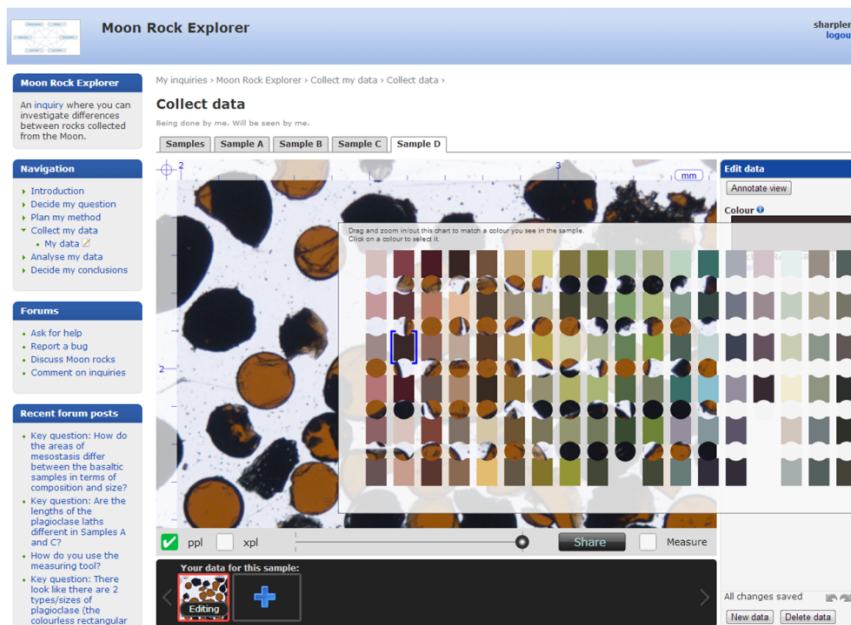 Moon Rock Explorer
sharpler
logou
Moon Rock Explorer
An inquiry where you can
investigate differences
between rocks collected
from the Moon.
Navigation
Introduction
Decide my question
Plan my method
Collect my data
My data
Analyse my data
Decide my conclusions
Forums
Ask for help
Report a bug
Discuss Moon rocks
Comment on inquiries
Recent forum posts
Key question: How do
the areas of
mesostasis differ
between the basaltic
samples in terms of
composition and size?
Key question: Are the
lengths of the
plagioclase laths
different in Samples A
and C?
How do you use the
measuring tool?
Key question: There
look like there are 2
types/sizes of
plagioclase (the
colourless rectangular
My inquiries › Moon Rock Explorer › Collect my data › Collect data ›
Collect data
Being done by me. Will be seen by me.
Samples Sample A Sample B Sample C Sample D
2 3 mm
2
Drag and zoom in/out this chart to match a colour you see in the sample.
Click on a colour to select it
ppl xpl Share Measure
Your data for this sample:
Editing
Edit data
Annotate view
Colour
All changes saved
New data Delete data